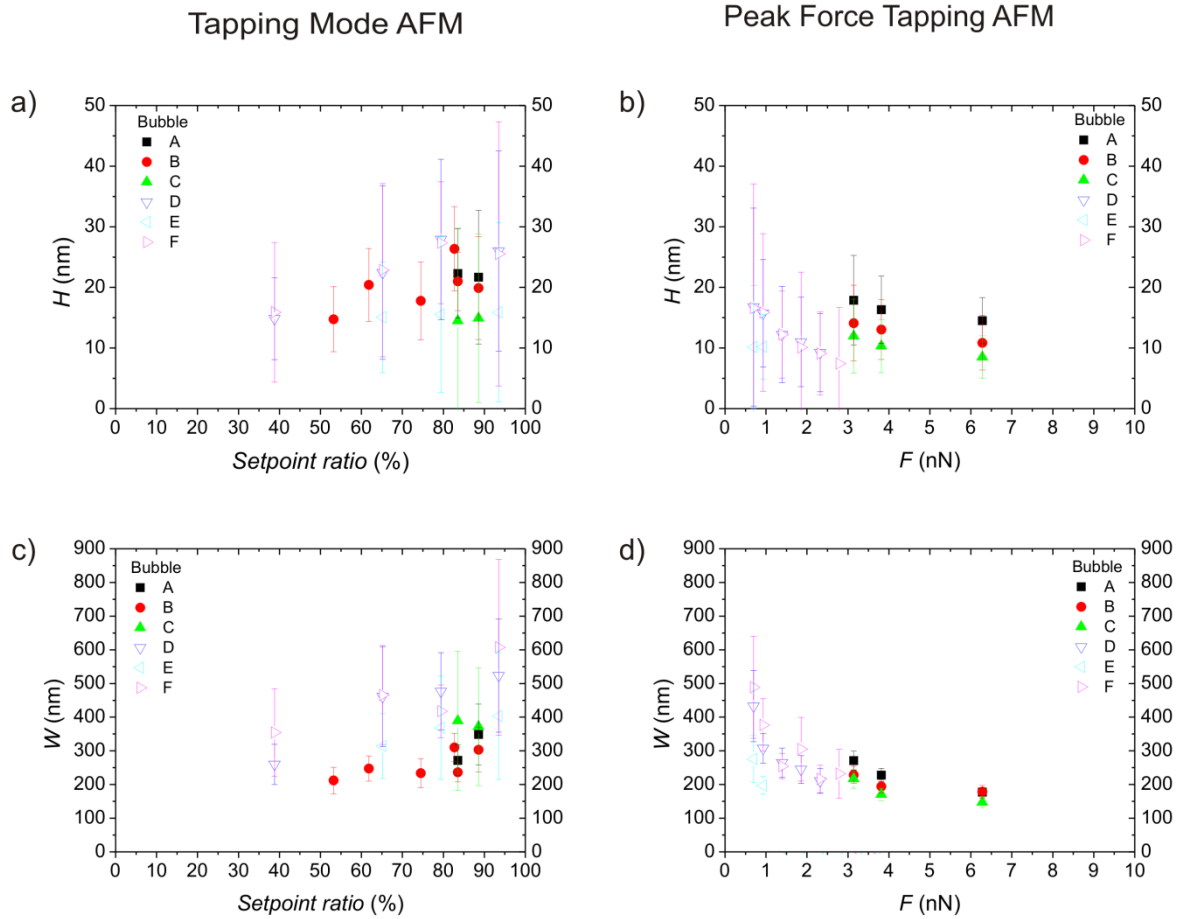 Tapping Mode AFM
Peak Force Tapping AFM
a)
50
40
30
20
10
0
H (nm)
Bubble
A
B
C
D
E
F
50
40
30
20
10
0
0 10 20 30 40 50 60 70 80 90 100
Setpoint ratio (%)
b)
50
40
30
20
10
0
H (nm)
Bubble
A
B
C
D
E
F
50
40
30
20
10
0
0 1 2 3 4 5 6 7 8 9 10
F (nN)
c)
900
800
700
600
500
400
300
200
100
0
W (nm)
Bubble
A
B
C
D
E
F
900
800
700
600
500
400
300
200
100
0
0 10 20 30 40 50 60 70 80 90 100
Setpoint ratio (%)
d)
900
800
700
600
500
400
300
200
100
0
W (nm)
Bubble
A
B
C
D
E
F
900
800
700
600
500
400
300
200
100
0
0 1 2 3 4 5 6 7 8 9 10
F (nN)